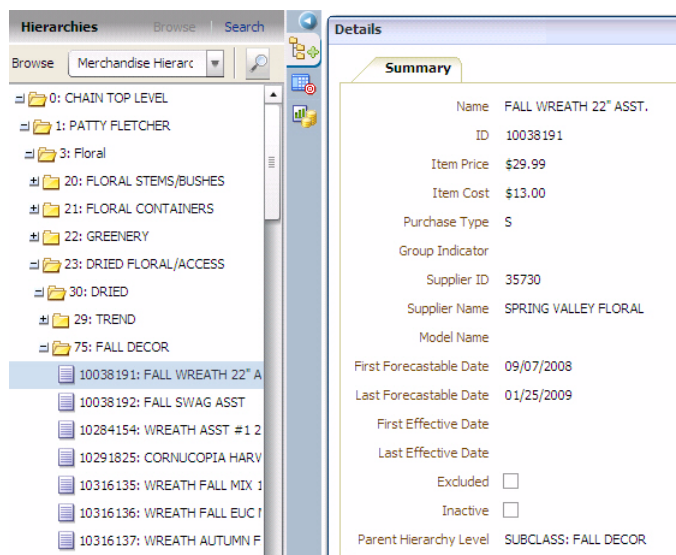 Hierarchies Browse Search
Browse Merchandise Hierarc
0: CHAIN TOP LEVEL
1: PATTY FLETCHER
3: Floral
20: FLORAL STEMS/BUSHES
21: FLORAL CONTAINERS
22: GREENERY
23: DRIED FLORAL/ACCESS
30: DRIED
29: TREND
75: FALL DECOR
10038191: FALL WREATH 22" A
10038192: FALL SWAG ASST
10284154: WREATH ASST #1 2
10291825: CORNUCOPIA HARV
10316135: WREATH FALL MIX 1
10316136: WREATH FALL EUC
10316137: WREATH AUTUMN F
Details
Summary
Name FALL WREATH 22" ASST.
ID 10038191
Item Price $29.99
Item Cost $13.00
Purchase Type S
Group Indicator
Supplier ID 35730
Supplier Name SPRING VALLEY FLORAL
Model Name
First Forecastable Date 09/07/2008
Last Forecastable Date 01/25/2009
First Effective Date
Last Effective Date
Excluded
Inactive
Parent Hierarchy Level SUBCLASS: FALL DECOR